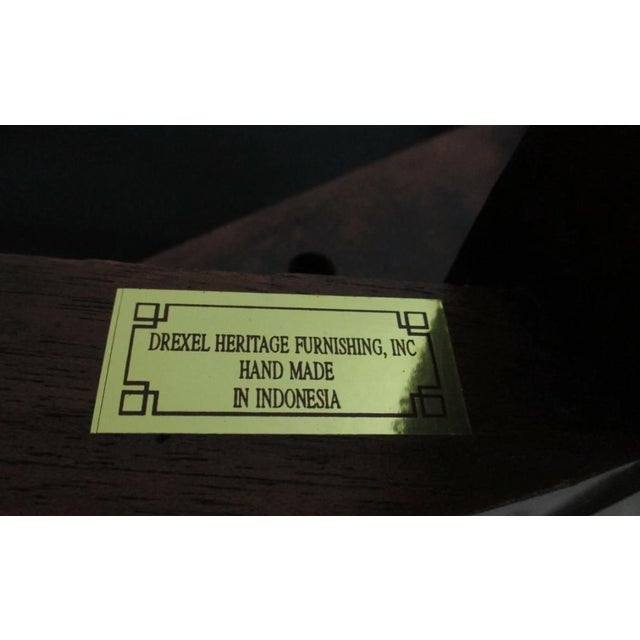 DREXEL HERITAGE FURNISHING, INC
HAND MADE
IN INDONESIA